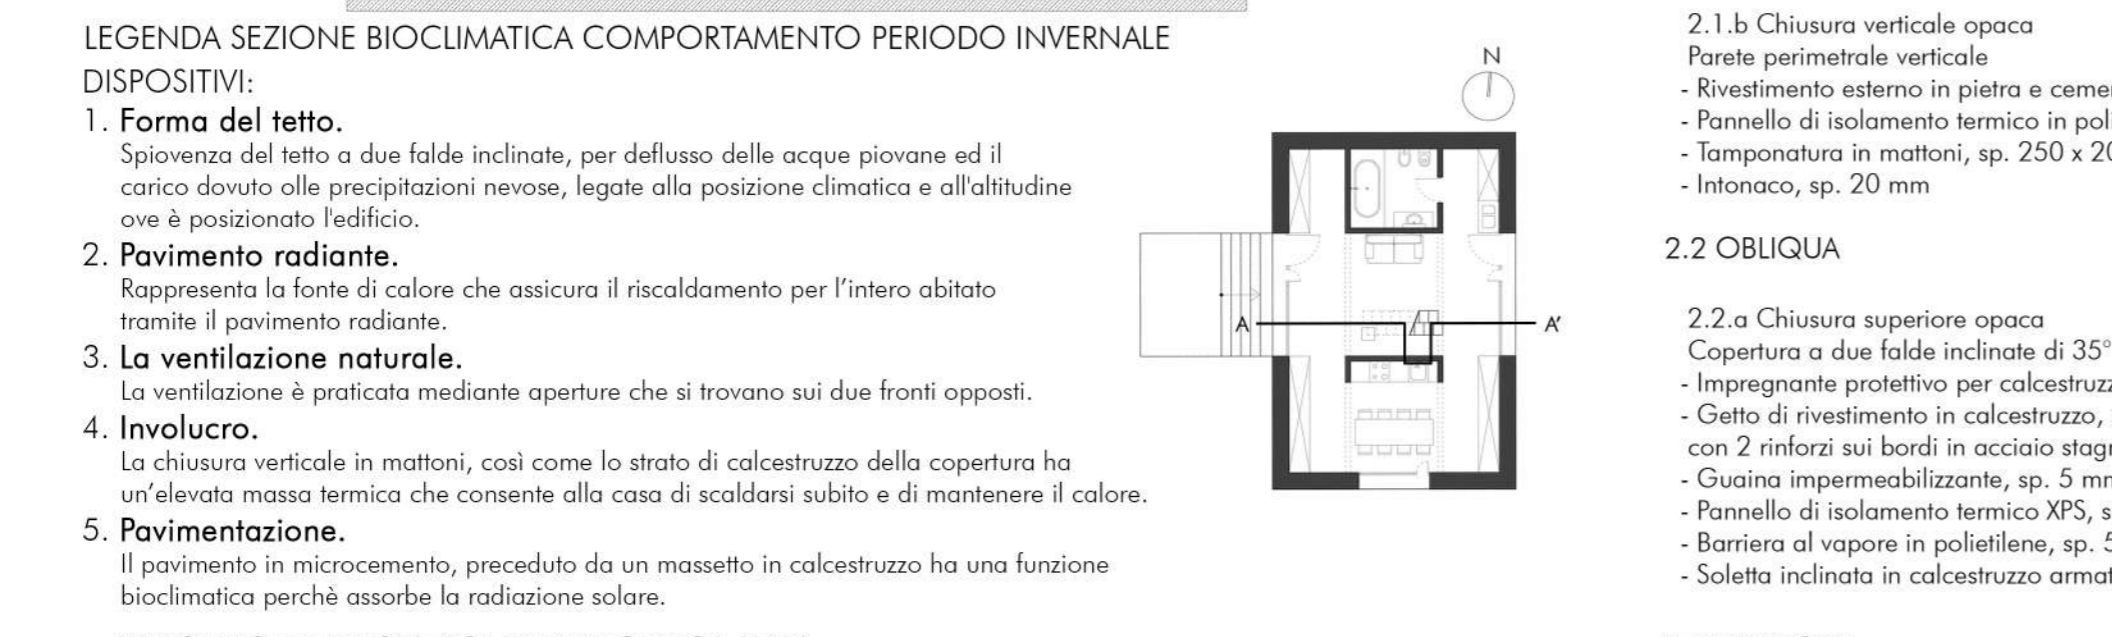 LEGENDA SEZIONE BIOCLIMATICA COMPORTAMENTO PERIODO INVERNALE
DISPOSITIVI:
1. Forma del tetto.
Spiovenza del tetto a due falde inclinate, per deflusso delle acque piovane ed il
carico dovuto olle precipitazioni nevose, legate alla posizione climatica e all'altitudine
ove è posizionato l'edificio.
2. Pavimento radiante.
Rappresenta la fonte di calore che assicura il riscaldamento per l'intero abitato
tramite il pavimento radiante.
3. La ventilazione naturale.
La ventilazione è praticata mediante aperture che si trovano sui due fronti opposti.
4. Involucro.
La chiusura verticale in mattoni, così come lo strato di calcestruzzo della copertura ha
un'elevata massa termica che consente alla casa di scaldarsi subito e di mantenere il calore.
5. Pavimentazione.
Il pavimento in microcemento, preceduto da un massetto in calcestruzzo ha una funzione
bioclimatica perchè assorbe la radiazione solare.
N
A
A'
2.1.b Chiusura verticale opaca
Parete perimetrale verticale
- Rivestimento esterno in pietra e
- Pannello di isolamento termico in
- Tamponatura in mattoni, sp. 250 x
- Intonaco, sp. 20 mm
2.2 OBLIQUA
2.2.a Chiusura superiore opaca
Copertura a due falde inclinate di 35°
- Impregnante protettivo per
- Getto di rivestimento in calcestruzzo,
con 2 rinforzi sui bordi in acciaio
- Guaina impermeabilizzante, sp. 5
- Pannello di isolamento termico XPS,
- Barriera al vapore in polietilene, sp.
- Soletta inclinata in calcestruzzo